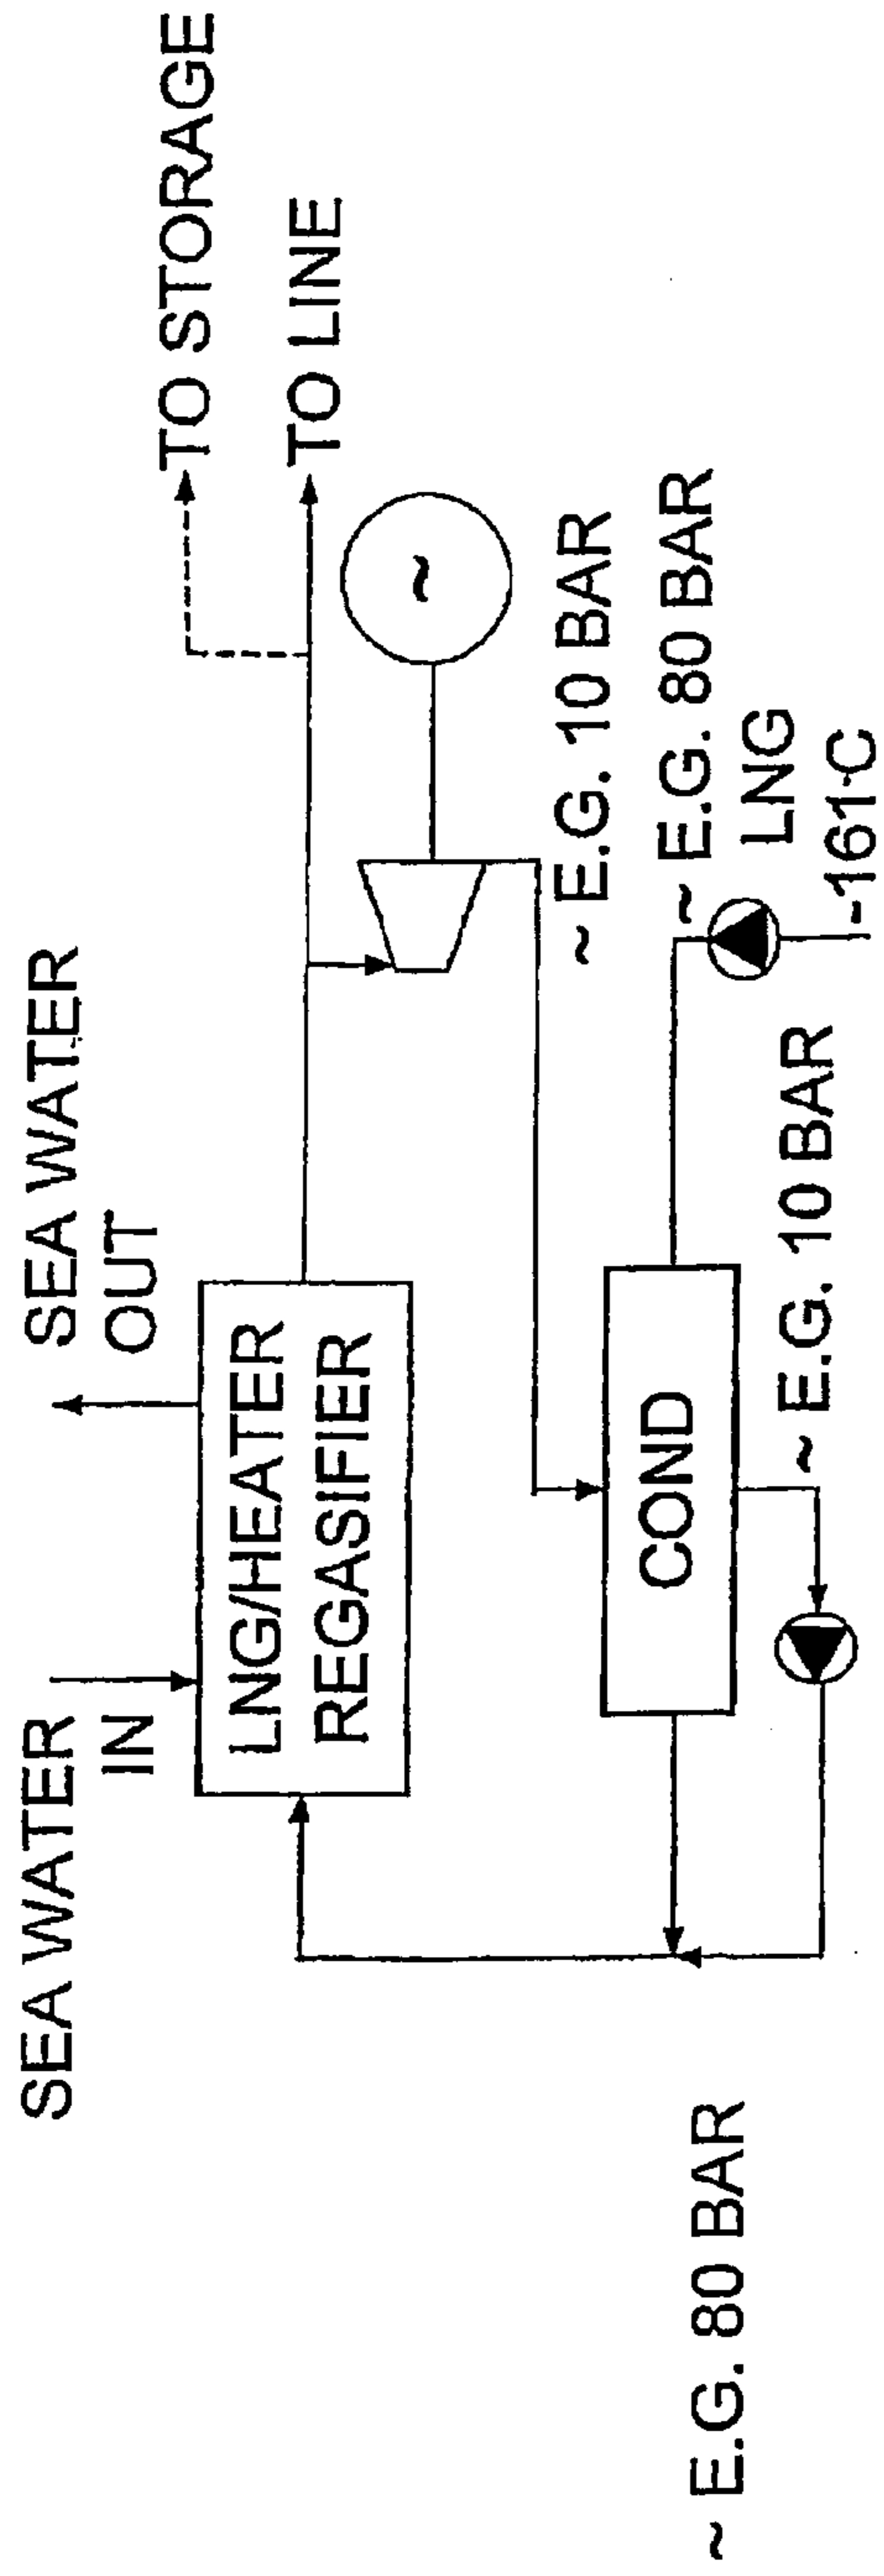 SEA WATER
IN
SEA WATER
OUT
TO STORAGE
TO LINE
LNG/HEATER
REGASIFIER
~
~ E.G. 10 BAR
COND
~ E.G. 80 BAR
LNG
-161 C
~ E.G. 10 BAR
~ E.G. 80 BAR